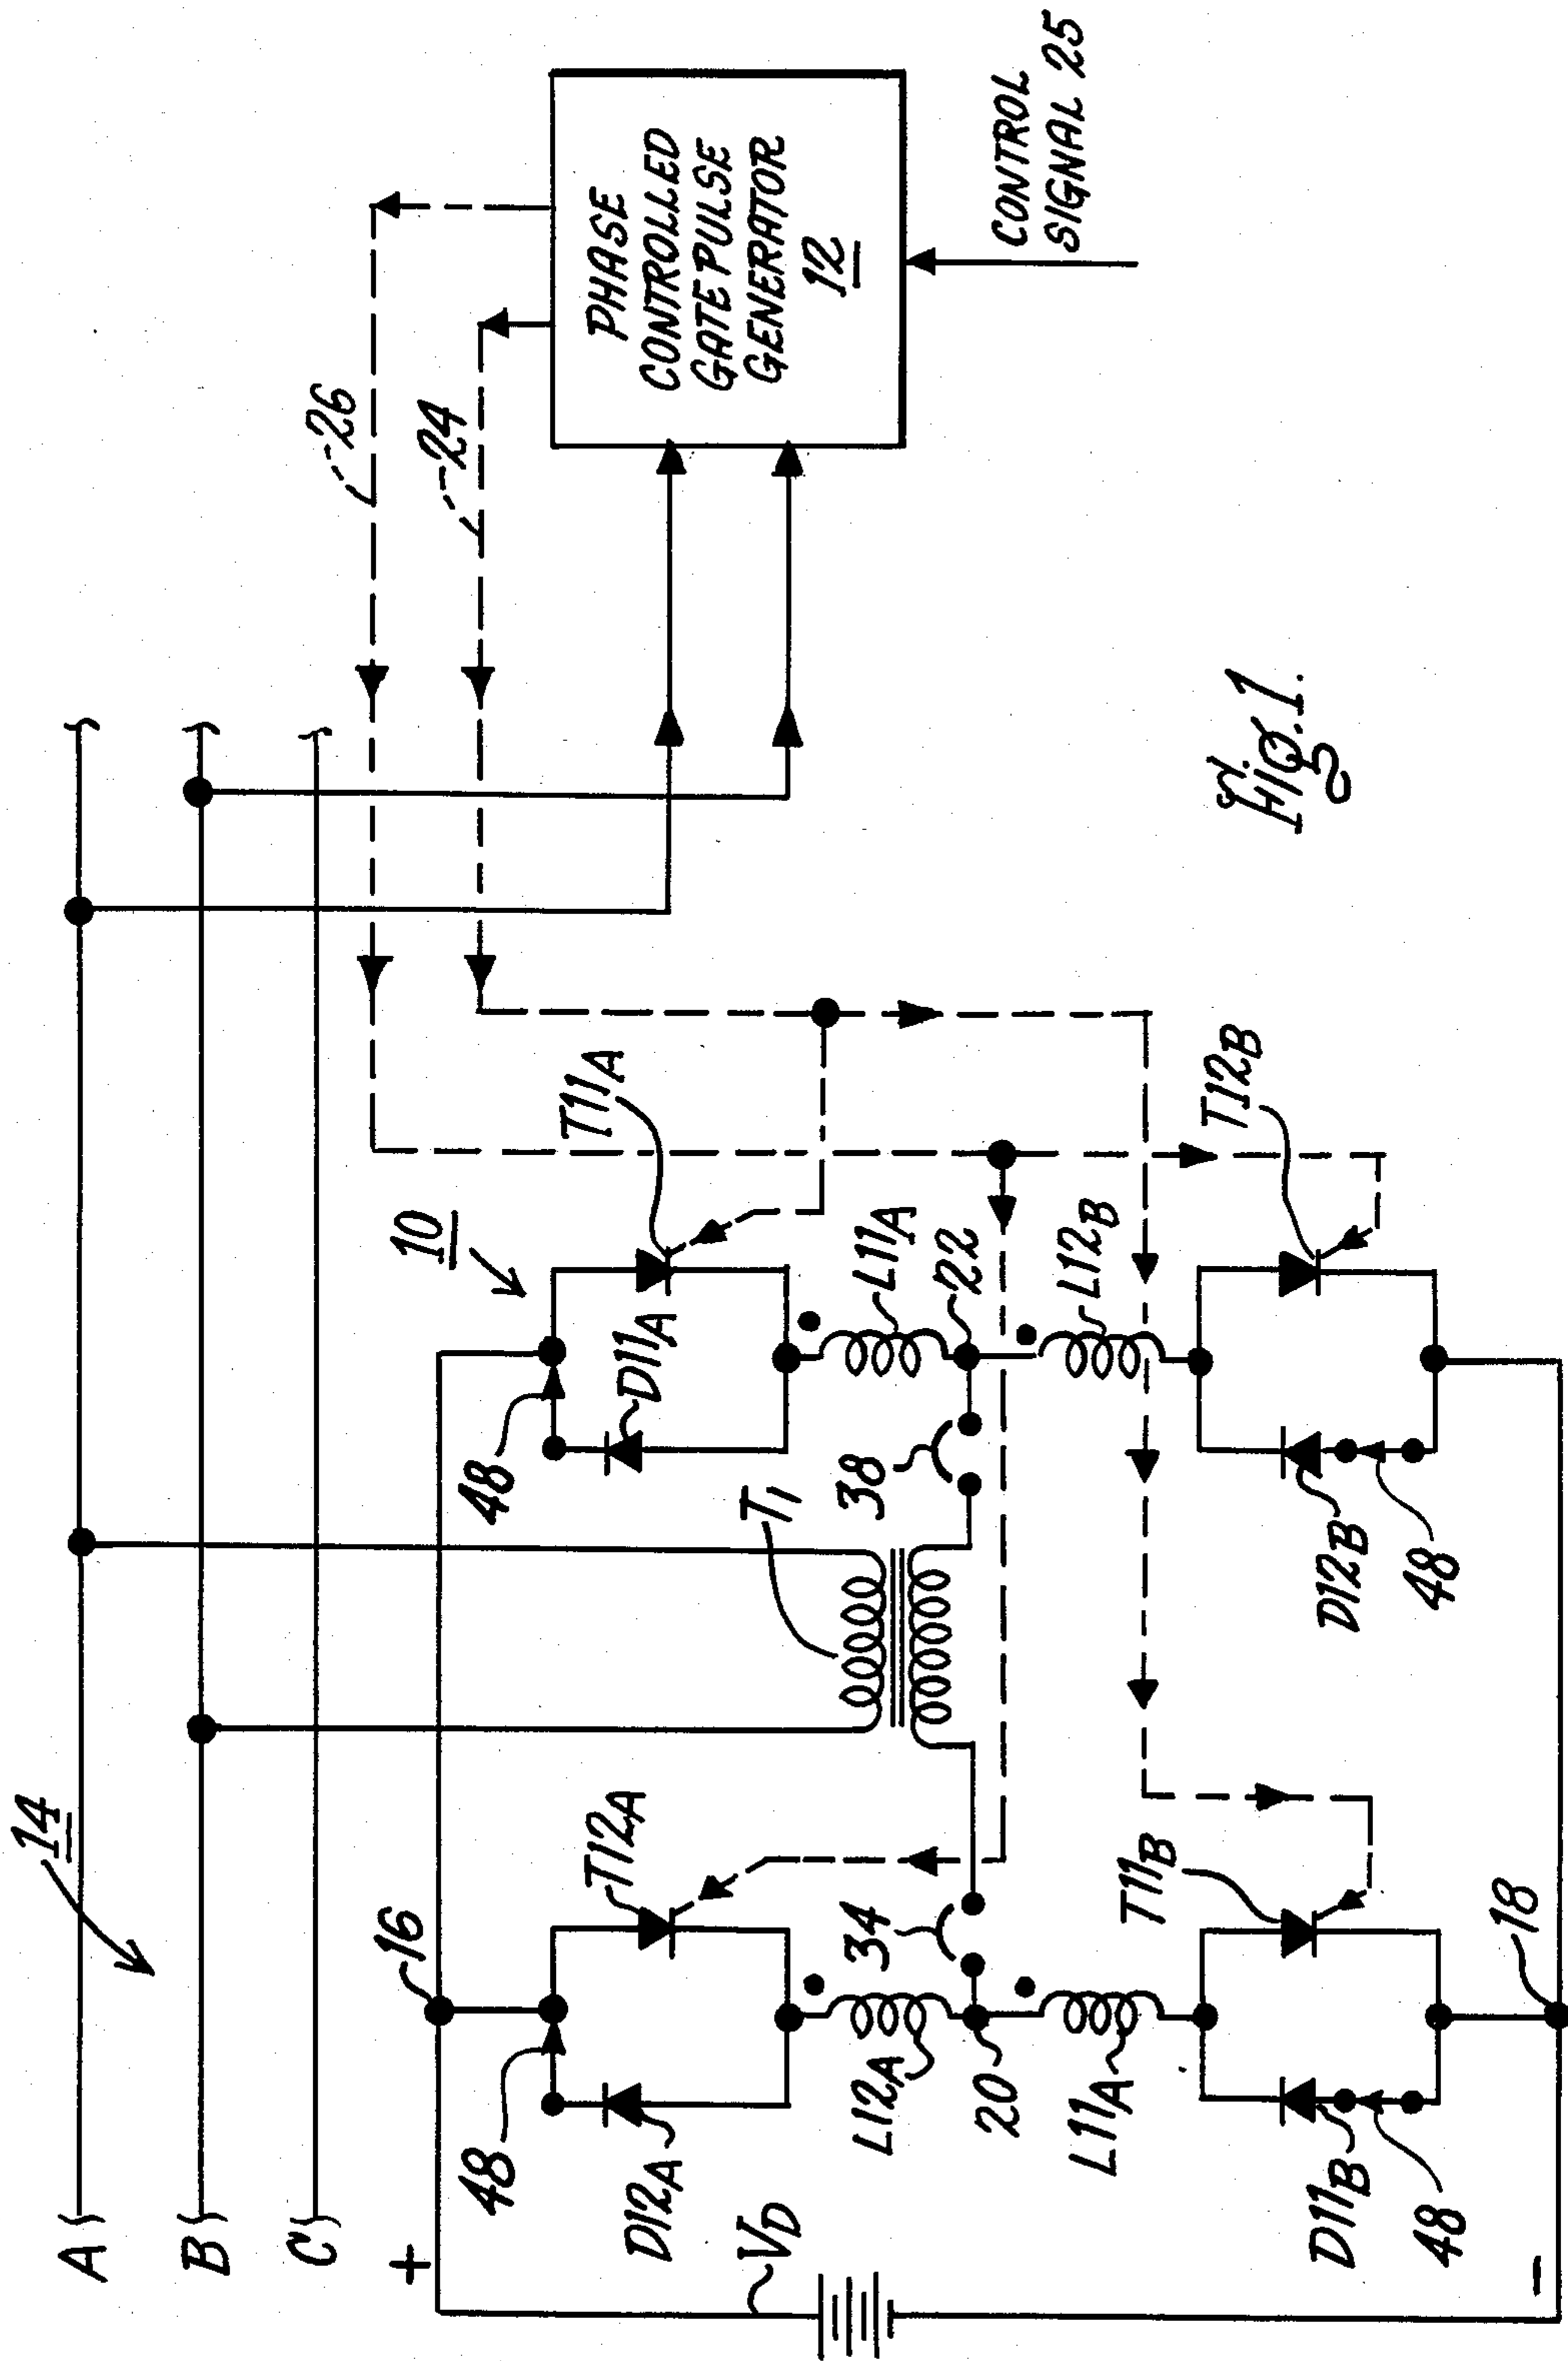 14
A
B
C
+
16
48
D12A
T12A
VD
L12A
34
20
L11A
T11B
D11B
48
18
-
T1
10
48
D11A
T11A
L11A
38
22
L12B
T12B
D12B
48
26
24
PHASE
CONTROLLED
GATE PULSE
GENERATOR
12
CONTROL
SIGNAL 25
Fig. 1.